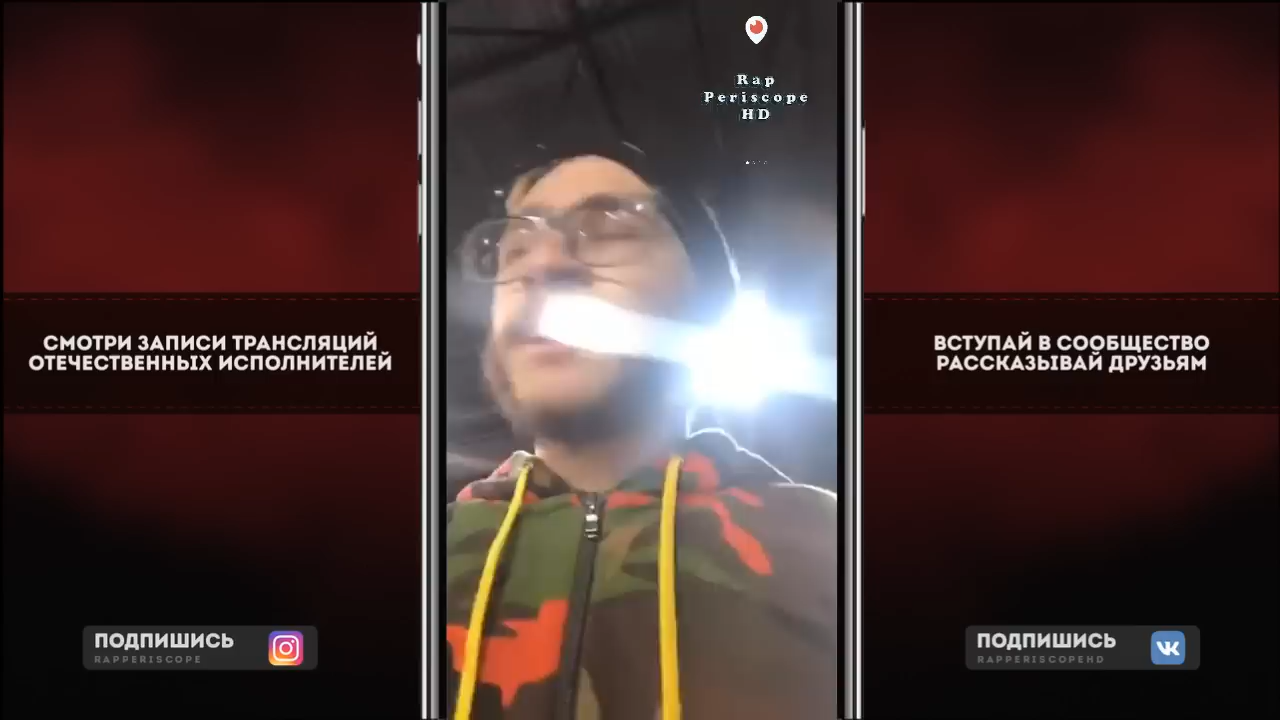 Rap
Periscope
HD
СМОТРИ ЗАПИСИ ТРАНСЛЯЦИЙ
ОТЕЧЕСТВЕННЫХ ИСПОЛНИТЕЛЕЙ
ВСТУПАЙ В СООБЩЕСТВО
РАССКАЗЫВАЙ ДРУЗЬЯМ
ПОДПИШИСЬ
RAPPERISCOPE
ПОДПИШИСЬ
RAPPERISCOPEHD